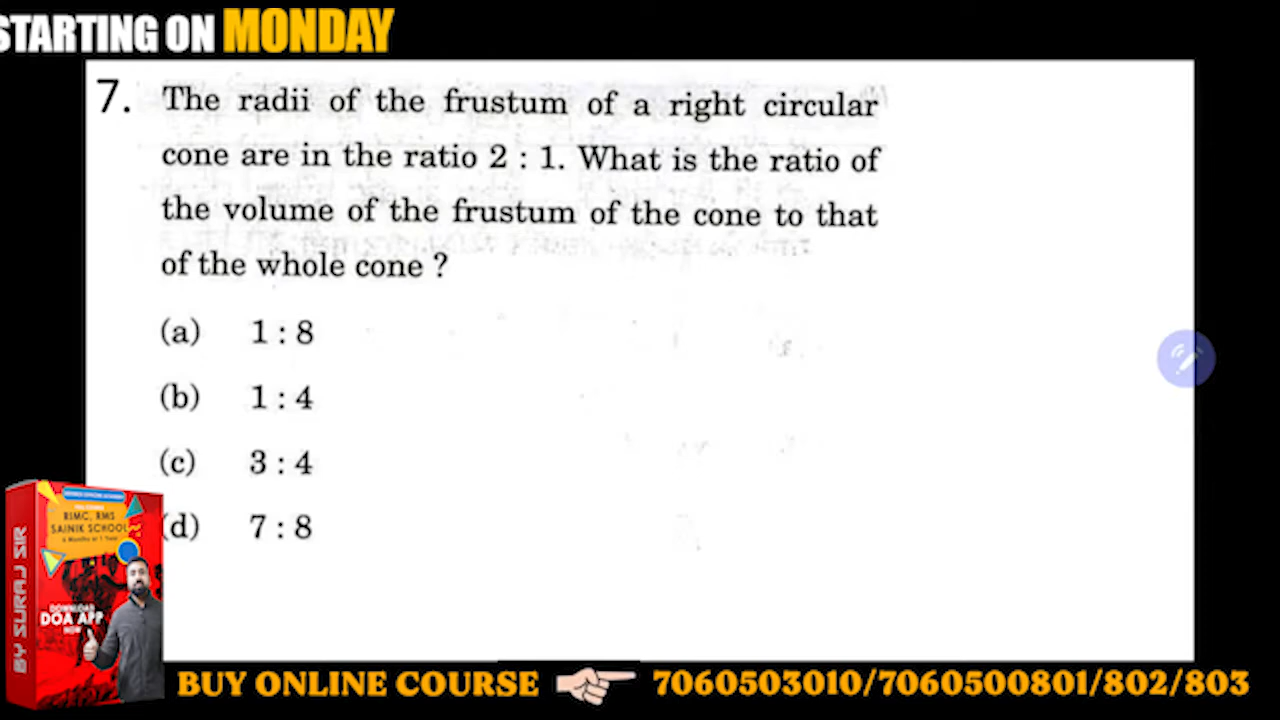 STARTING ON MONDAY
7. The radii of the frustum of a right circular
cone are in the ratio 2 : 1. What is the ratio of
the volume of the frustum of the cone to that
of the whole cone ?
(a) 1 : 8
(b) 1 : 4
(c) 3 : 4
(d) 7 : 8
RIMC, RMS
SAINIK SCHOOL
BY SURAJ SIR
DOWNLOAD
DOA APP
NOW
BUY ONLINE COURSE 7060503010/7060500801/802/803